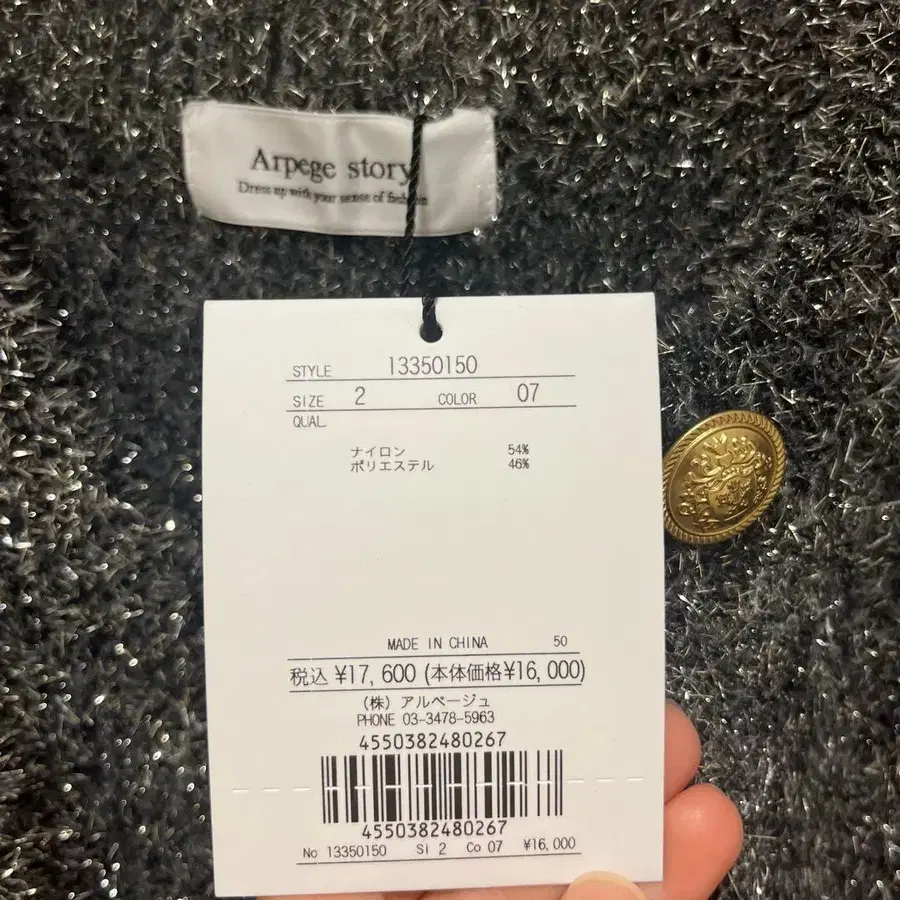 Arpege story
Dress up with your sense of fashion
STYLE 13350150
SIZE 2 COLOR 07
QUAL
ナイロン 54%
ポリエステル 46%
MADE IN CHINA 50
税込 ¥17,600 (本体価格¥16,000)
(株) アルページュ
PHONE 03-3478-5963
4550382480267
4550382480267
No 13350150 Si 2 Co 07 ¥16,000